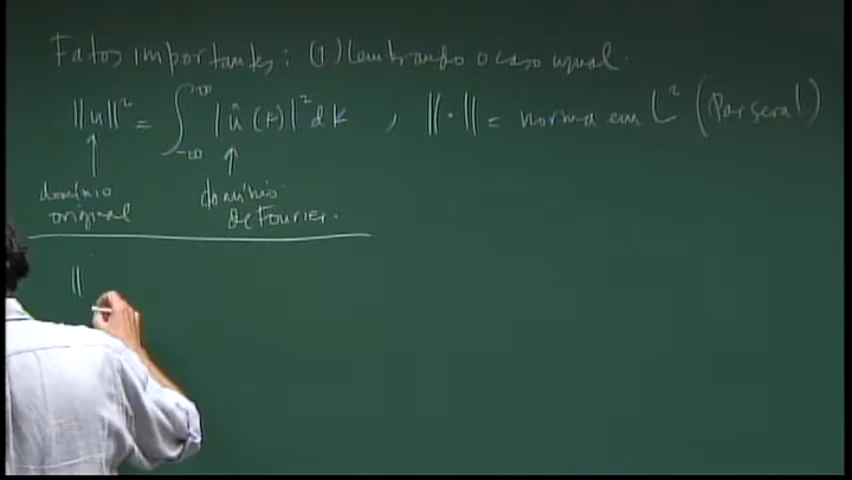 Fatos importantes: (1) lembrando o caso usual.
||u||² = ∫_{-∞}^{+∞} |û(k)|² dk , ||·|| = norma em L² (Parseval)
domínio original
domínio de Fourier.
||